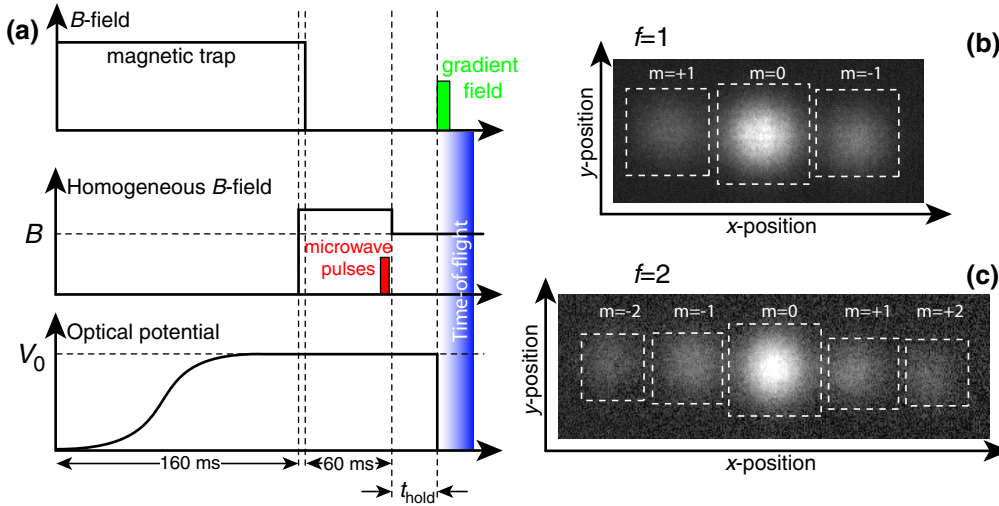 (a)
B-field
magnetic trap
gradient
field
Homogeneous B-field
B
microwave
pulses
Time-of-flight
Optical potential
V0
160 ms
60 ms
thold
(b)
f=1
m=+1 m=0 m=-1
y-position
x-position
(c)
f=2
m=-2 m=-1 m=0 m=+1 m=+2
y-position
x-position